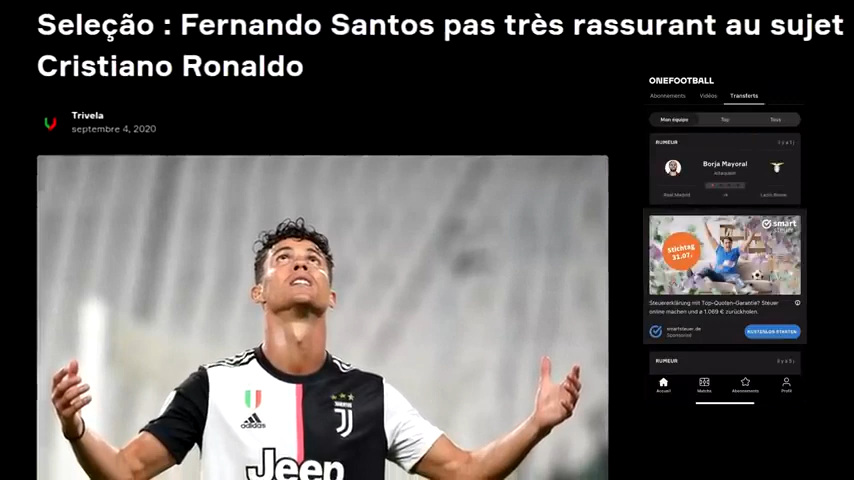 Seleção : Fernando Santos pas très rassurant au sujet
Cristiano Ronaldo
Trivela
septembre 4, 2020
adidas
JUVENTUS
Jeep
ONEFOOTBALL
Abonnements Vidéos Transferts
Mon équipe Top Tous
RUMEUR
Borja Mayoral
Attaquant
Real Madrid
Lazio Rome
smart
steuer
Stichtag
31.07.
Steuererklärung mit Top-Quoten-Garantie? Steuer
online machen und ø 1.069 € zurückholen.
smartsteuer.de
Sponsored
KOSTENLOS STARTEN
RUMEUR
Accueil Matchs Abonnements Profil